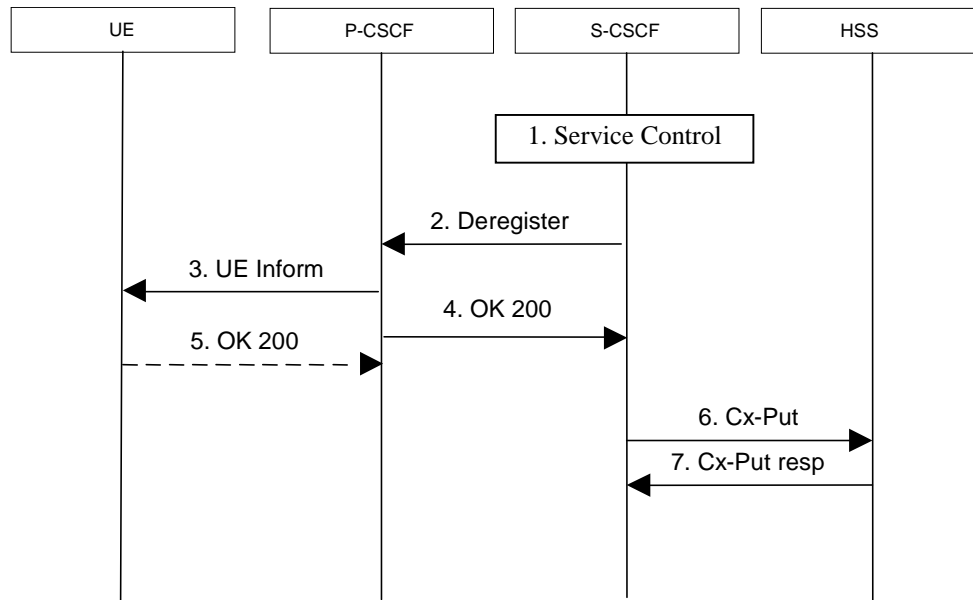 UE
P-CSCF
S-CSCF
HSS
1. Service Control
2. Deregister
3. UE Inform
4. OK 200
5. OK 200
6. Cx-Put
7. Cx-Put resp